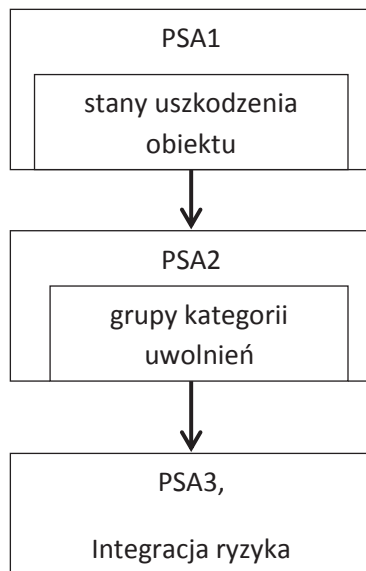 PSA1
stany uszkodzenia
obiektu
PSA2
grupy kategorii
uwolnień
PSA3,
Integracja ryzyka